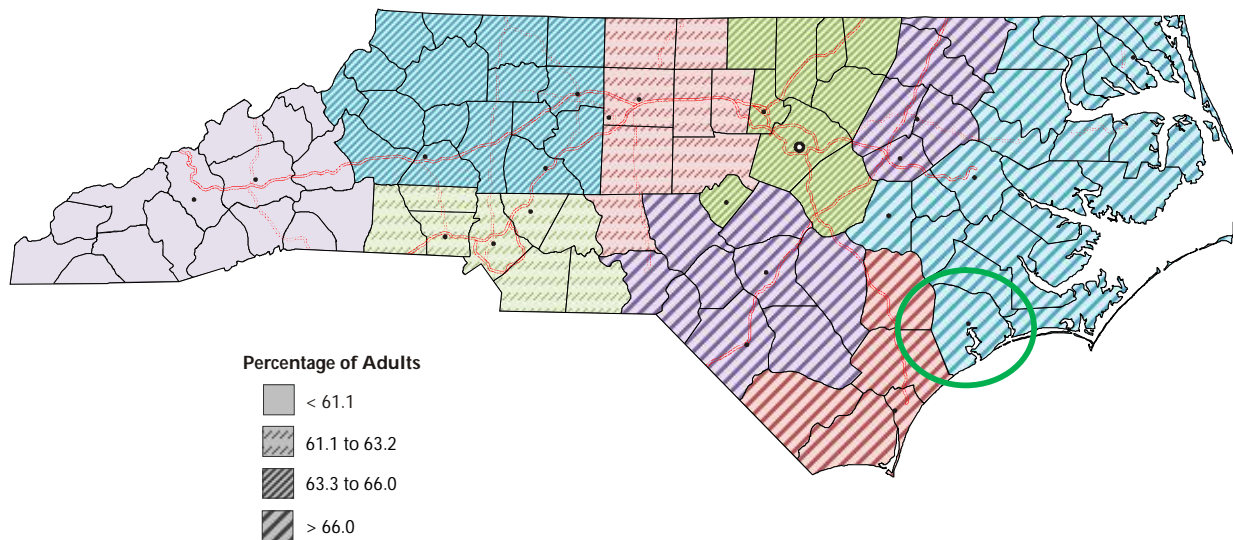 Percentage of Adults
< 61.1
61.1 to 63.2
63.3 to 66.0
> 66.0